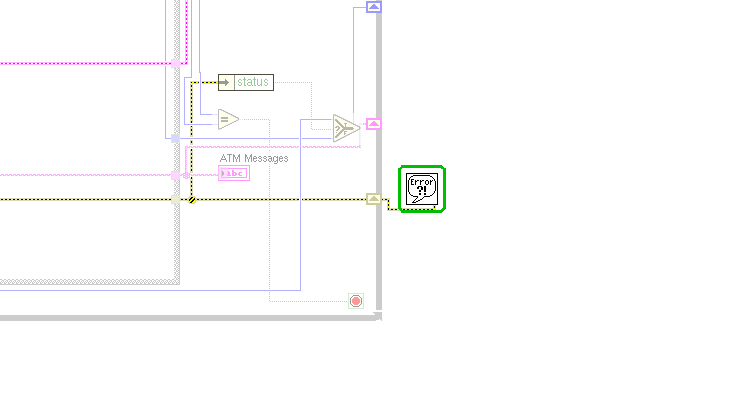 status
=
?
T
F
ATM Messages
abc
Error
?!